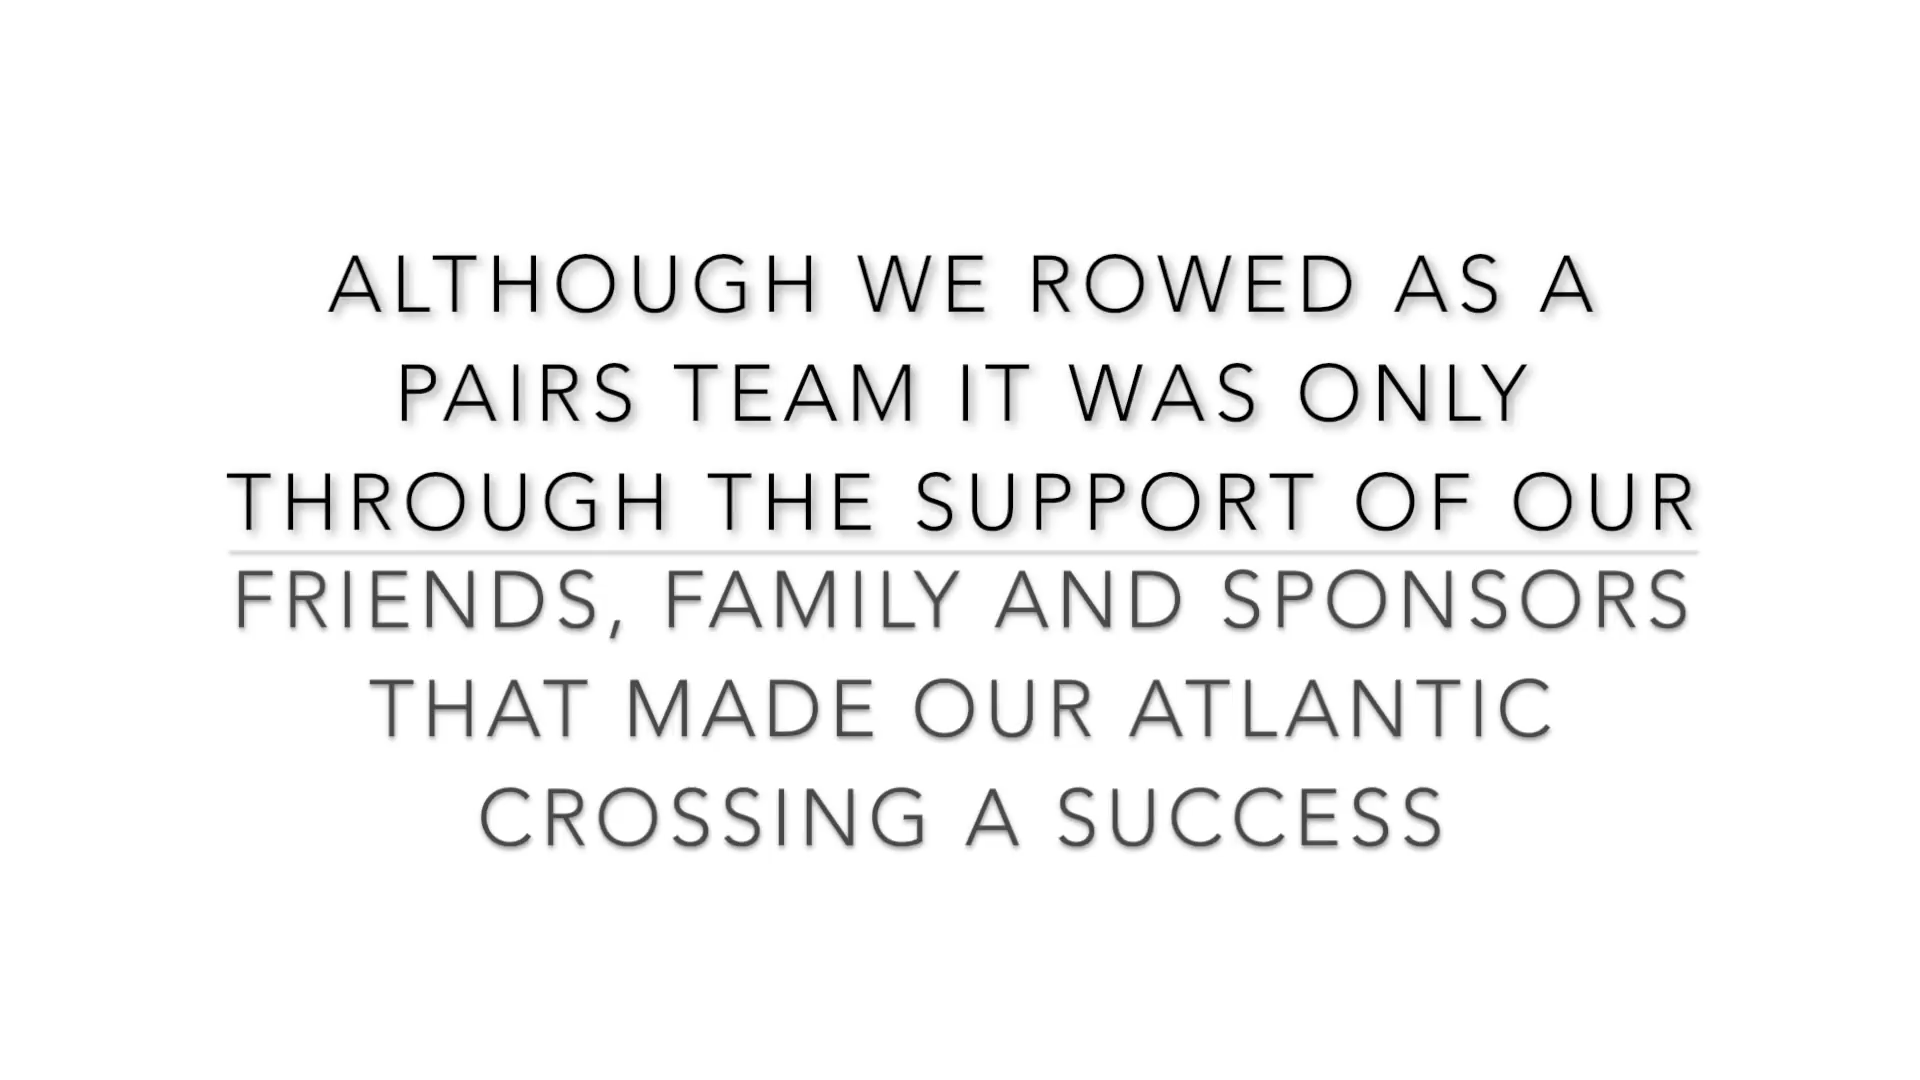 ALTHOUGH WE ROWED AS A
PAIRS TEAM IT WAS ONLY
THROUGH THE SUPPORT OF OUR
FRIENDS, FAMILY AND SPONSORS
THAT MADE OUR ATLANTIC
CROSSING A SUCCESS